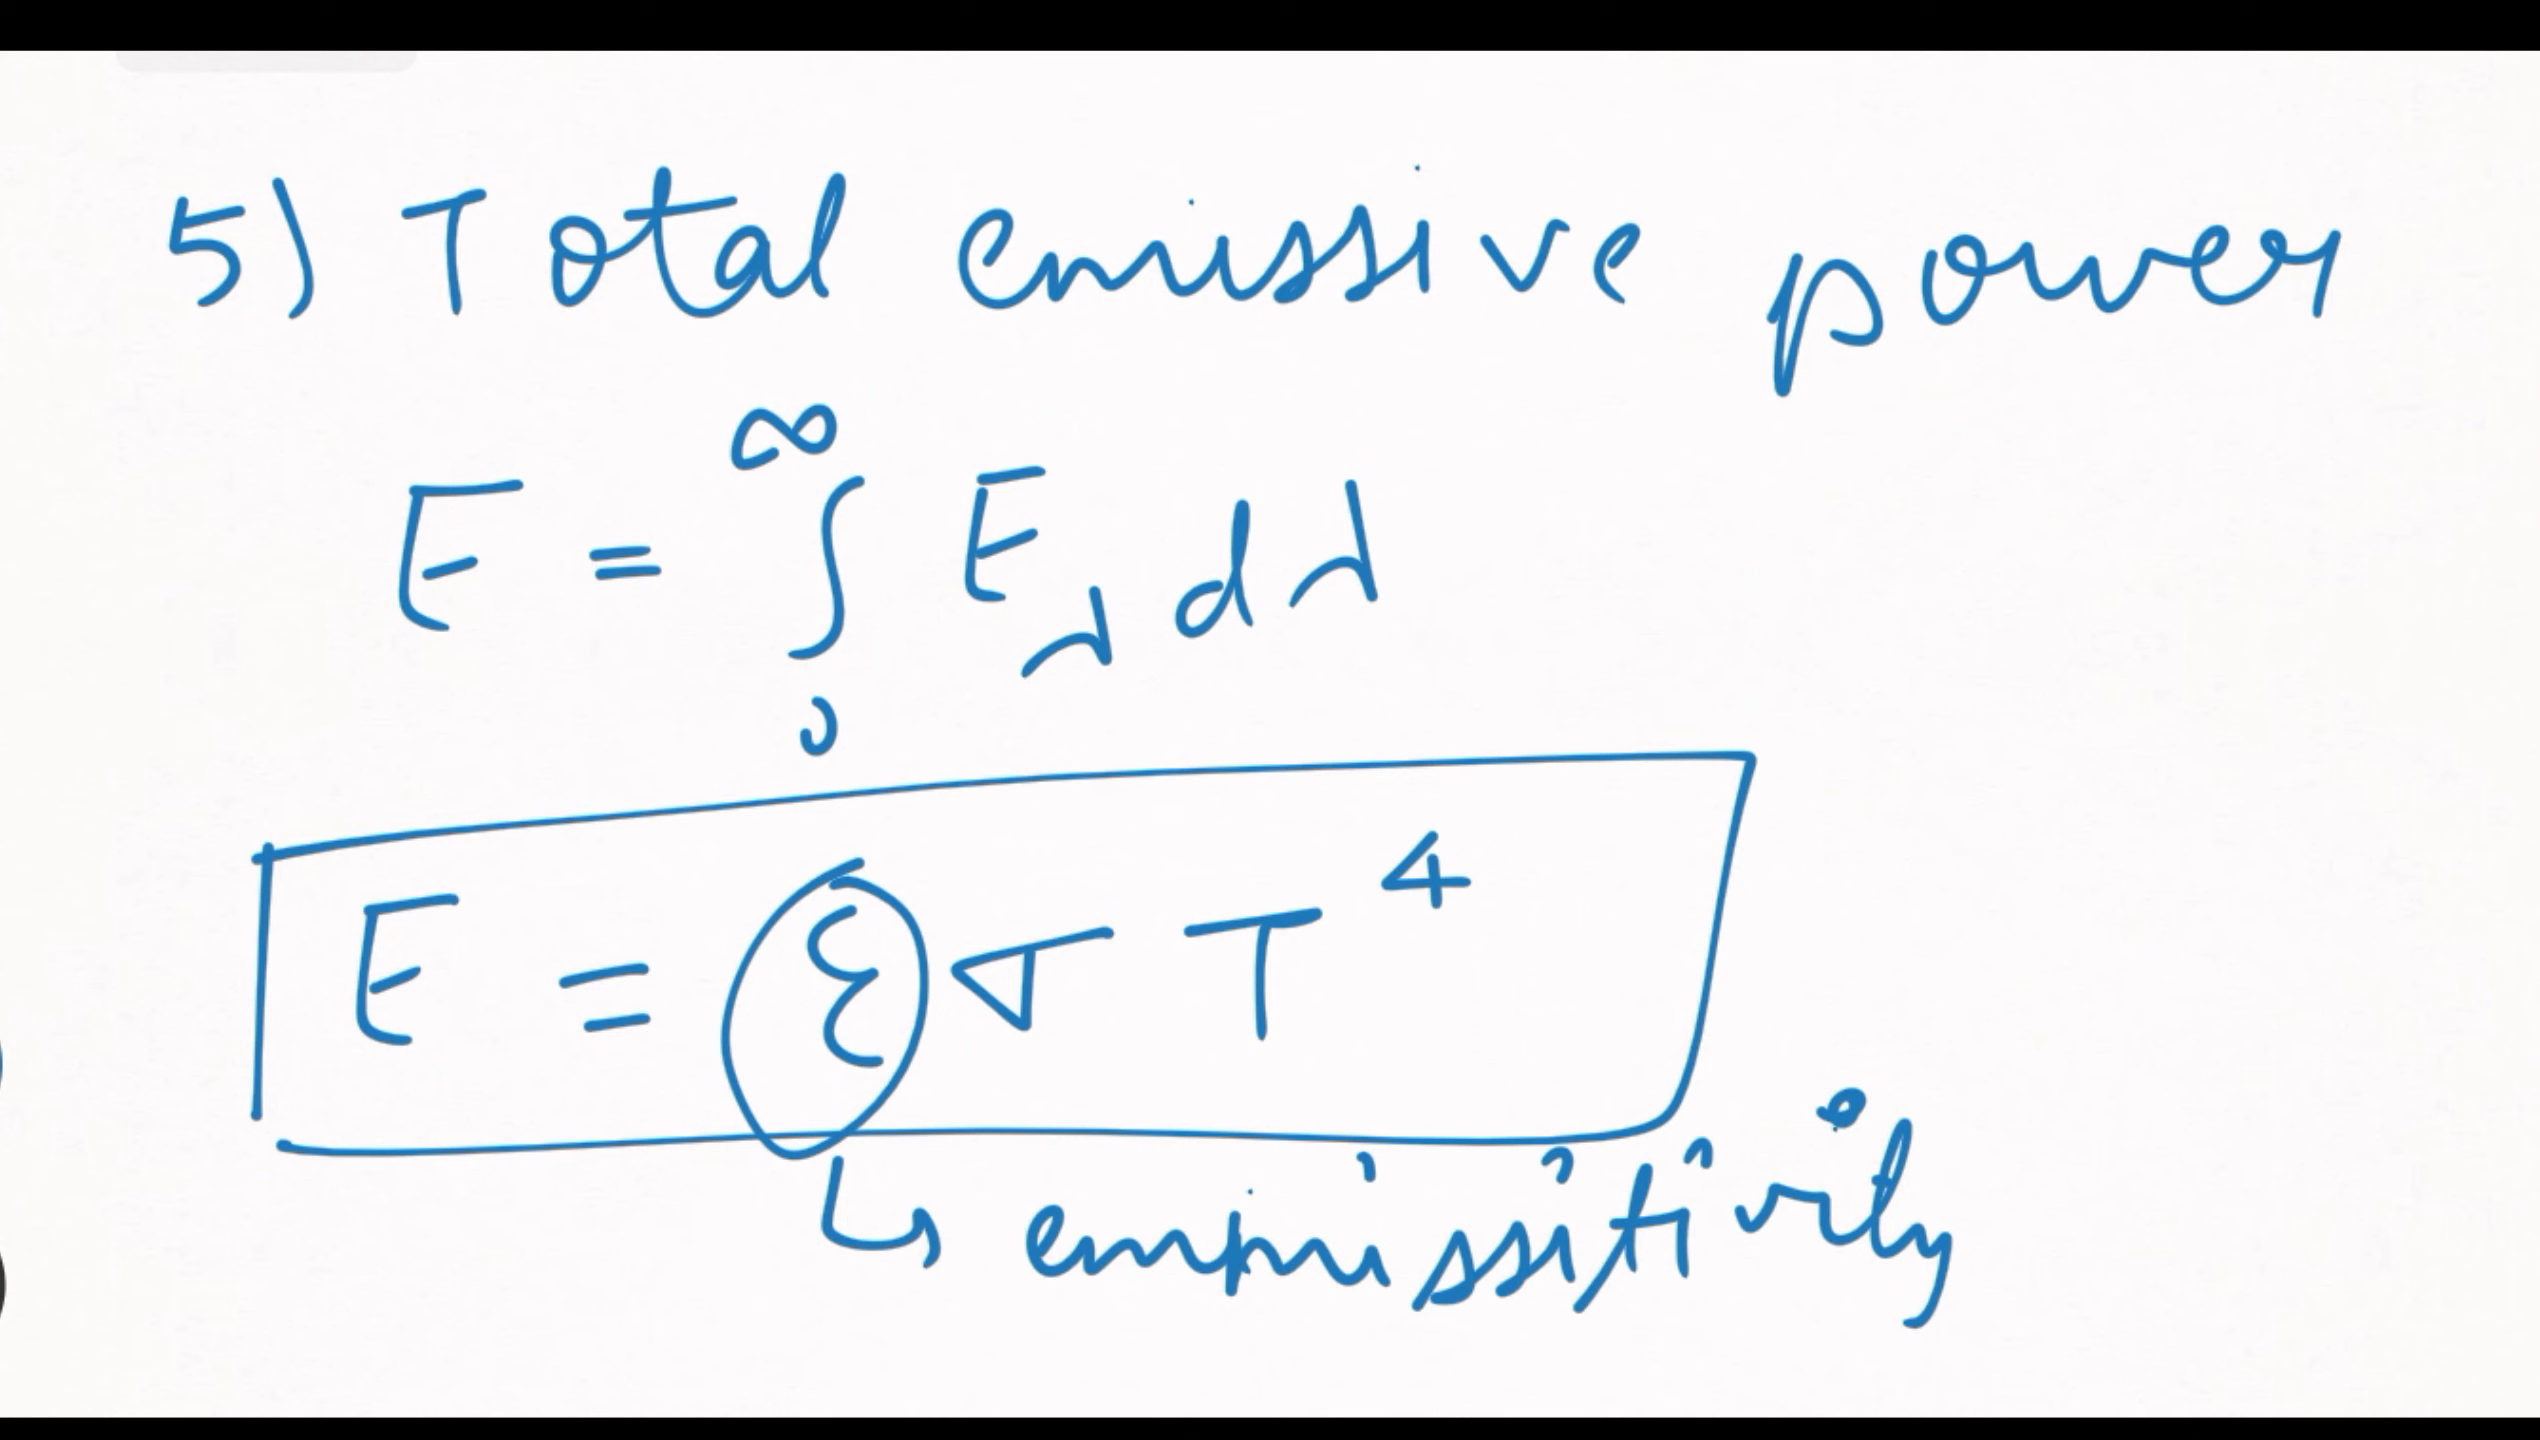 5) Total emissive power
E = ∫₀^∞ E_λ dλ
E = ε σ T⁴
↳ emmissitivity